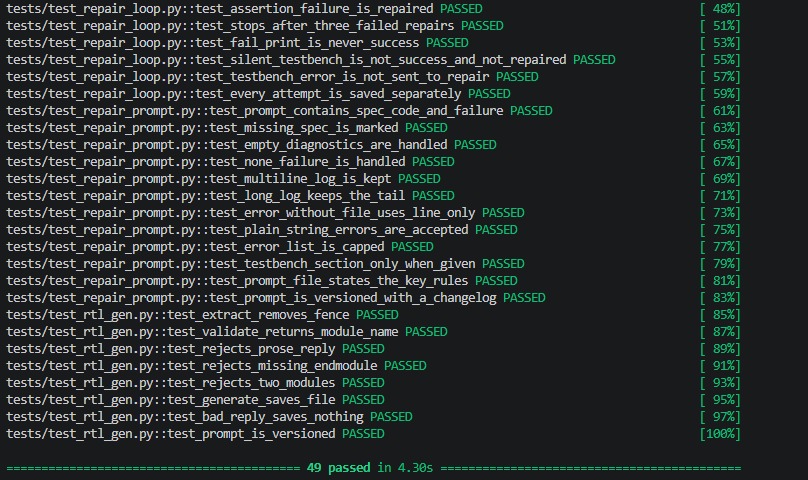 tests/test_repair_loop.py::test_assertion_failure_is_repaired PASSED [ 48%]
tests/test_repair_loop.py::test_stops_after_three_failed_repairs PASSED [ 51%]
tests/test_repair_loop.py::test_fail_print_is_never_success PASSED [ 53%]
tests/test_repair_loop.py::test_silent_testbench_is_not_success_and_not_repaired PASSED [ 55%]
tests/test_repair_loop.py::test_testbench_error_is_not_sent_to_repair PASSED [ 57%]
tests/test_repair_loop.py::test_every_attempt_is_saved_separately PASSED [ 59%]
tests/test_repair_prompt.py::test_prompt_contains_spec_code_and_failure PASSED [ 61%]
tests/test_repair_prompt.py::test_missing_spec_is_marked PASSED [ 63%]
tests/test_repair_prompt.py::test_empty_diagnostics_are_handled PASSED [ 65%]
tests/test_repair_prompt.py::test_none_failure_is_handled PASSED [ 67%]
tests/test_repair_prompt.py::test_multiline_log_is_kept PASSED [ 69%]
tests/test_repair_prompt.py::test_long_log_keeps_the_tail PASSED [ 71%]
tests/test_repair_prompt.py::test_error_without_file_uses_line_only PASSED [ 73%]
tests/test_repair_prompt.py::test_plain_string_errors_are_accepted PASSED [ 75%]
tests/test_repair_prompt.py::test_error_list_is_capped PASSED [ 77%]
tests/test_repair_prompt.py::test_testbench_section_only_when_given PASSED [ 79%]
tests/test_repair_prompt.py::test_prompt_file_states_the_key_rules PASSED [ 81%]
tests/test_repair_prompt.py::test_prompt_is_versioned_with_a_changelog PASSED [ 83%]
tests/test_rtl_gen.py::test_extract_removes_fence PASSED [ 85%]
tests/test_rtl_gen.py::test_validate_returns_module_name PASSED [ 87%]
tests/test_rtl_gen.py::test_rejects_prose_reply PASSED [ 89%]
tests/test_rtl_gen.py::test_rejects_missing_endmodule PASSED [ 91%]
tests/test_rtl_gen.py::test_rejects_two_modules PASSED [ 93%]
tests/test_rtl_gen.py::test_generate_saves_file PASSED [ 95%]
tests/test_rtl_gen.py::test_bad_reply_saves_nothing PASSED [ 97%]
tests/test_rtl_gen.py::test_prompt_is_versioned PASSED [100%]
========================================== 49 passed in 4.30s ===========================================